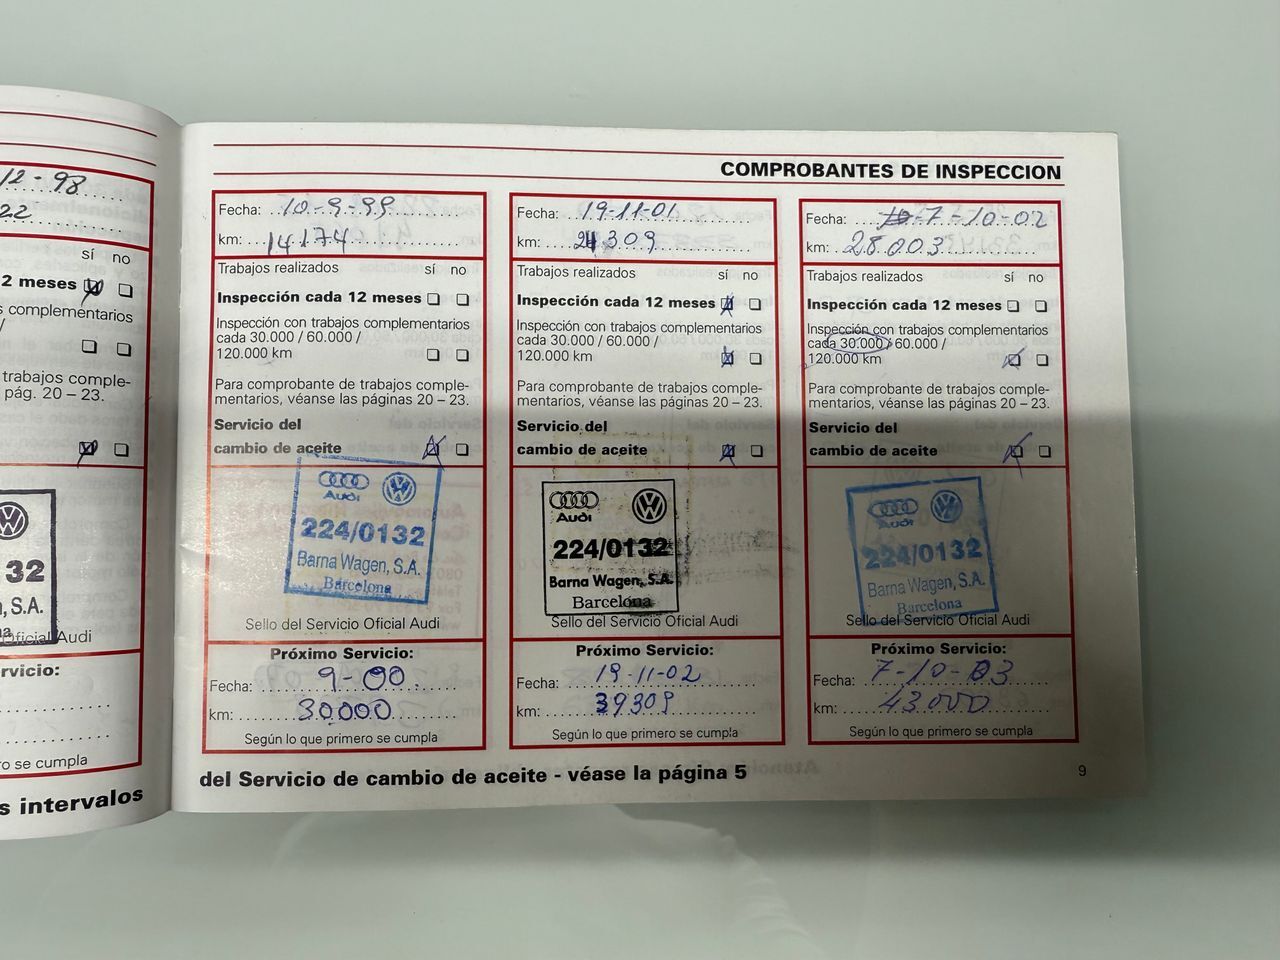 12-98
22
sí no
2 meses
complementarios
/
trabajos comple-
pág. 20 – 23.
32
, S.A.
Oficial Audi
rvicio:
ro se cumpla
s intervalos
COMPROBANTES DE INSPECCION
Fecha: 10-9-99
km: 14174
Trabajos realizados sí no
Inspección cada 12 meses
Inspección con trabajos complementarios
cada 30.000 / 60.000 /
120.000 km
Para comprobante de trabajos comple-
mentarios, véanse las páginas 20 – 23.
Servicio del
cambio de aceite
Audi
224/0132
Barna Wagen, S.A.
Barcelona
Sello del Servicio Oficial Audi
Próximo Servicio:
Fecha: 9-00
km: 30.000
Según lo que primero se cumpla
Fecha: 19-11-01
km: 24309
Trabajos realizados sí no
Inspección cada 12 meses
Inspección con trabajos complementarios
cada 30.000 / 60.000 /
120.000 km
Para comprobante de trabajos comple-
mentarios, véanse las páginas 20 – 23.
Servicio del
cambio de aceite
Audi
224/0132
Barna Wagen, S.A.
Barcelona
Sello del Servicio Oficial Audi
Próximo Servicio:
Fecha: 19-11-02
km: 39309
Según lo que primero se cumpla
Fecha: 7-10-02
km: 28.003
Trabajos realizados sí no
Inspección cada 12 meses
Inspección con trabajos complementarios
cada 30.000 / 60.000 /
120.000 km
Para comprobante de trabajos comple-
mentarios, véanse las páginas 20 – 23.
Servicio del
cambio de aceite
Audi
224/0132
Barna Wagen, S.A.
Barcelona
Sello del Servicio Oficial Audi
Próximo Servicio:
Fecha: 7-10-03
km: 43.000
Según lo que primero se cumpla
del Servicio de cambio de aceite - véase la página 5
9